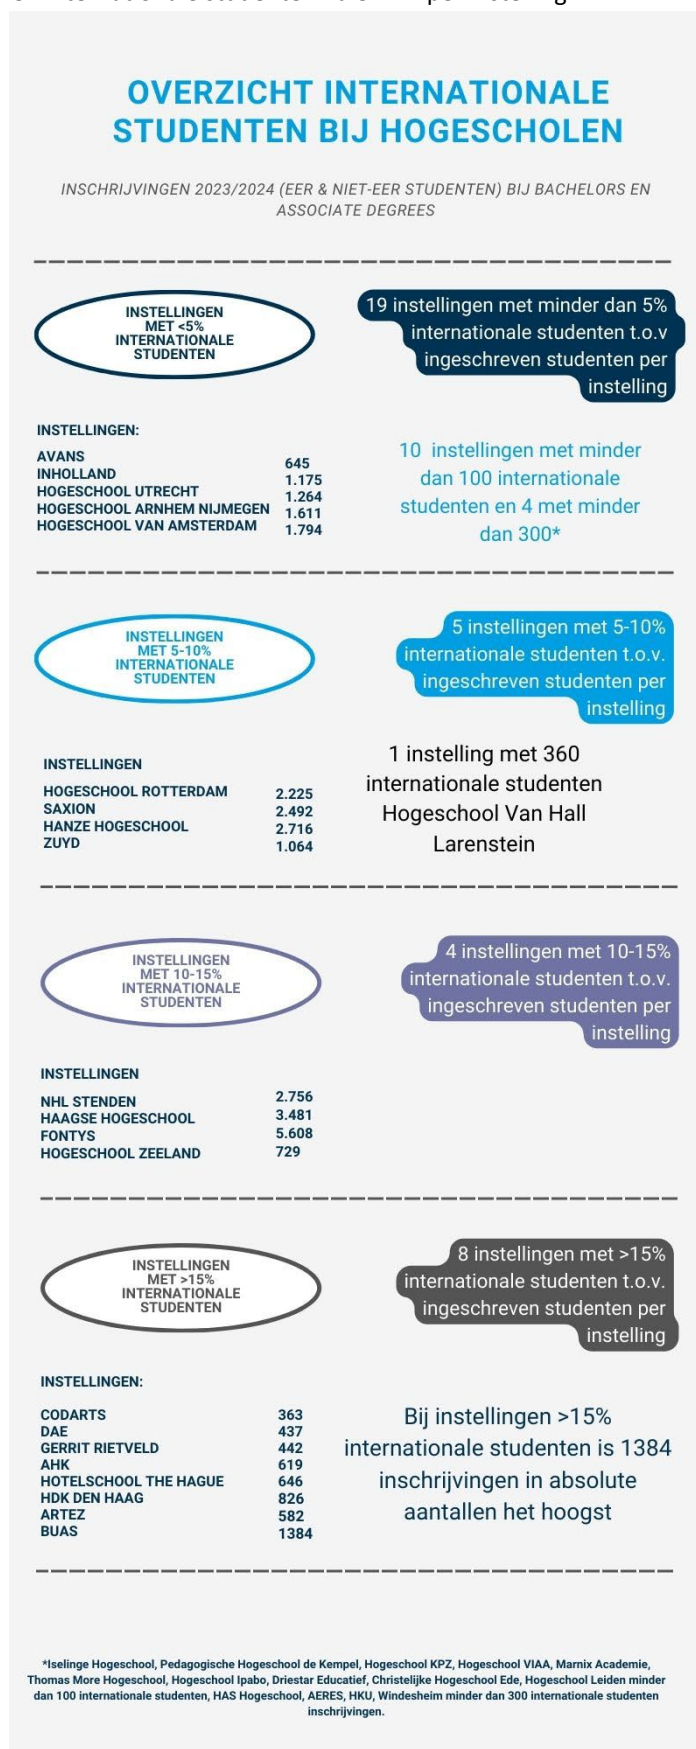 OVERZICHT INTERNATIONALE
STUDENTEN BIJ HOGESCHOLEN
INSCHRIJVINGEN 2023/2024 (EER & NIET-EER STUDENTEN) BIJ BACHELORS EN
ASSOCIATE DEGREES
INSTELLINGEN
MET <5%
INTERNATIONALE
STUDENTEN
19 instellingen met minder dan 5%
internationale studenten t.o.v
ingeschreven studenten per
instelling
INSTELLINGEN:
AVANS 645
INHOLLAND 1.175
HOGESCHOOL UTRECHT 1.264
HOGESCHOOL ARNHEM NIJMEGEN 1.611
HOGESCHOOL VAN AMSTERDAM 1.794
10 instellingen met minder
dan 100 internationale
studenten en 4 met minder
dan 300*
INSTELLINGEN
MET 5-10%
INTERNATIONALE
STUDENTEN
5 instellingen met 5-10%
internationale studenten t.o.v.
ingeschreven studenten per
instelling
INSTELLINGEN
HOGESCHOOL ROTTERDAM 2.225
SAXION 2.492
HANZE HOGESCHOOL 2.716
ZUYD 1.064
1 instelling met 360
internationale studenten
Hogeschool Van Hall
Larenstein
INSTELLINGEN
MET 10-15%
INTERNATIONALE
STUDENTEN
4 instellingen met 10-15%
internationale studenten t.o.v.
ingeschreven studenten per
instelling
INSTELLINGEN
NHL STENDEN 2.756
HAAGSE HOGESCHOOL 3.481
FONTYS 5.608
HOGESCHOOL ZEELAND 729
INSTELLINGEN
MET >15%
INTERNATIONALE
STUDENTEN
8 instellingen met >15%
internationale studenten t.o.v.
ingeschreven studenten per
instelling
INSTELLINGEN:
CODARTS 363
DAE 437
GERRIT RIETVELD 442
AHK 619
HOTELSCHOOL THE HAGUE 646
HDK DEN HAAG 826
ARTEZ 582
BUAS 1384
Bij instellingen >15%
internationale studenten is 1384
inschrijvingen in absolute
aantallen het hoogst
*Iselinge Hogeschool, Pedagogische Hogeschool de Kempel, Hogeschool KPZ, Hogeschool VIAA, Marnix Academie,
Thomas More Hogeschool, Hogeschool Ipabo, Driestar Educatief, Christelijke Hogeschool Ede, Hogeschool Leiden minder
dan 100 internationale studenten, HAS Hogeschool, AERES, HKU, Windesheim minder dan 300 internationale studenten
inschrijvingen.